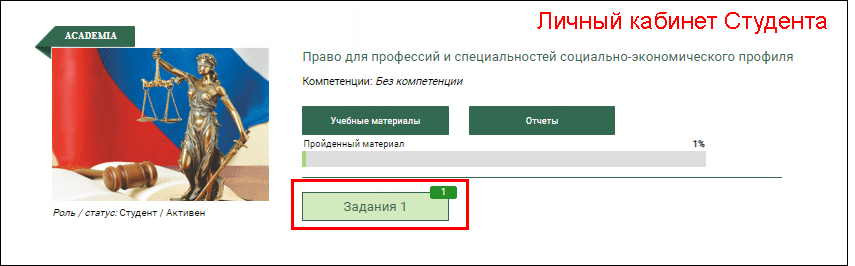 Личный кабинет Студента
ACADEMIA
Право для профессий и специальностей социально-экономического профиля
Компетенции: Без компетенции
Учебные материалы
Отчеты
Пройденный материал 1%
1
Задания 1
Роль / статус: Студент / Активен